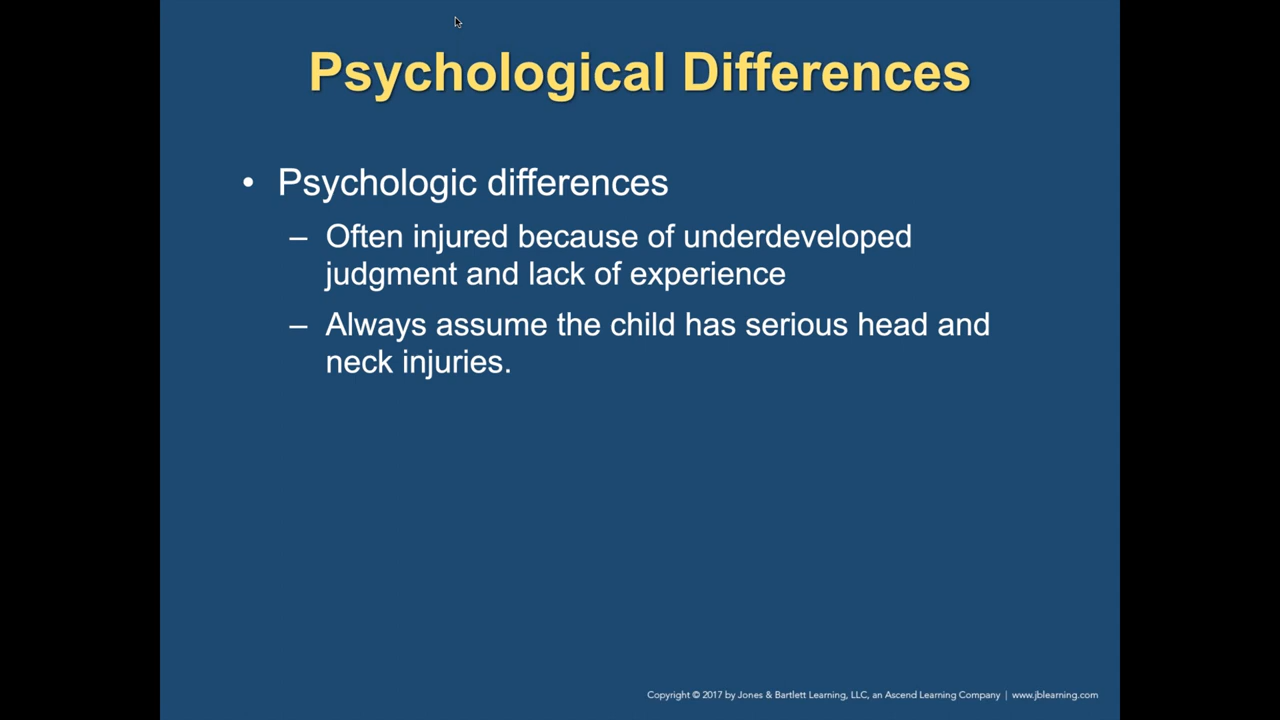 Psychological Differences
• Psychologic differences
– Often injured because of underdeveloped
judgment and lack of experience
– Always assume the child has serious head and
neck injuries.
Copyright © 2017 by Jones & Bartlett Learning, LLC, an Ascend Learning Company | www.jblearning.com